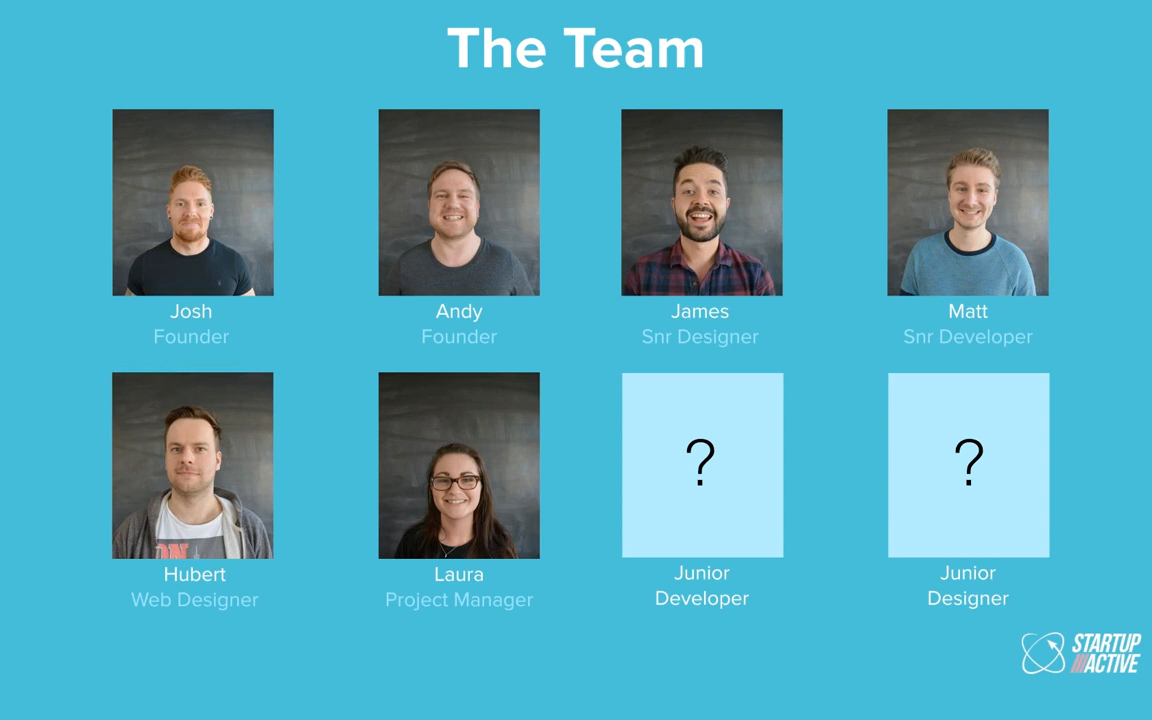 The Team
Josh
Founder
Andy
Founder
James
Snr Designer
Matt
Snr Developer
Hubert
Web Designer
Laura
Project Manager
?
Junior
Developer
?
Junior
Designer
STARTUP
ACTIVE